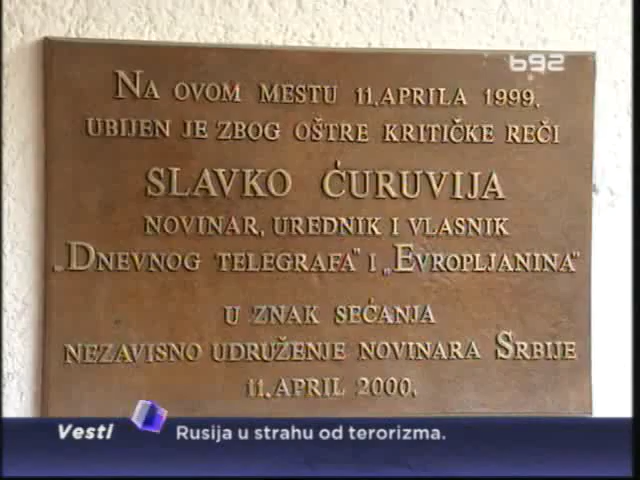 B92
NA OVOM MESTU 11. APRILA 1999.
UBIJEN JE ZBOG OŠTRE KRITIČKE REČI
SLAVKO ĆURUVIJA
NOVINAR, UREDNIK I VLASNIK
„DNEVNOG TELEGRAFA" I „EVROPLJANINA"
U ZNAK SEĆANJA
NEZAVISNO UDRUŽENJE NOVINARA SRBIJE
11. APRIL 2000.
Vesti Rusija u strahu od terorizma.